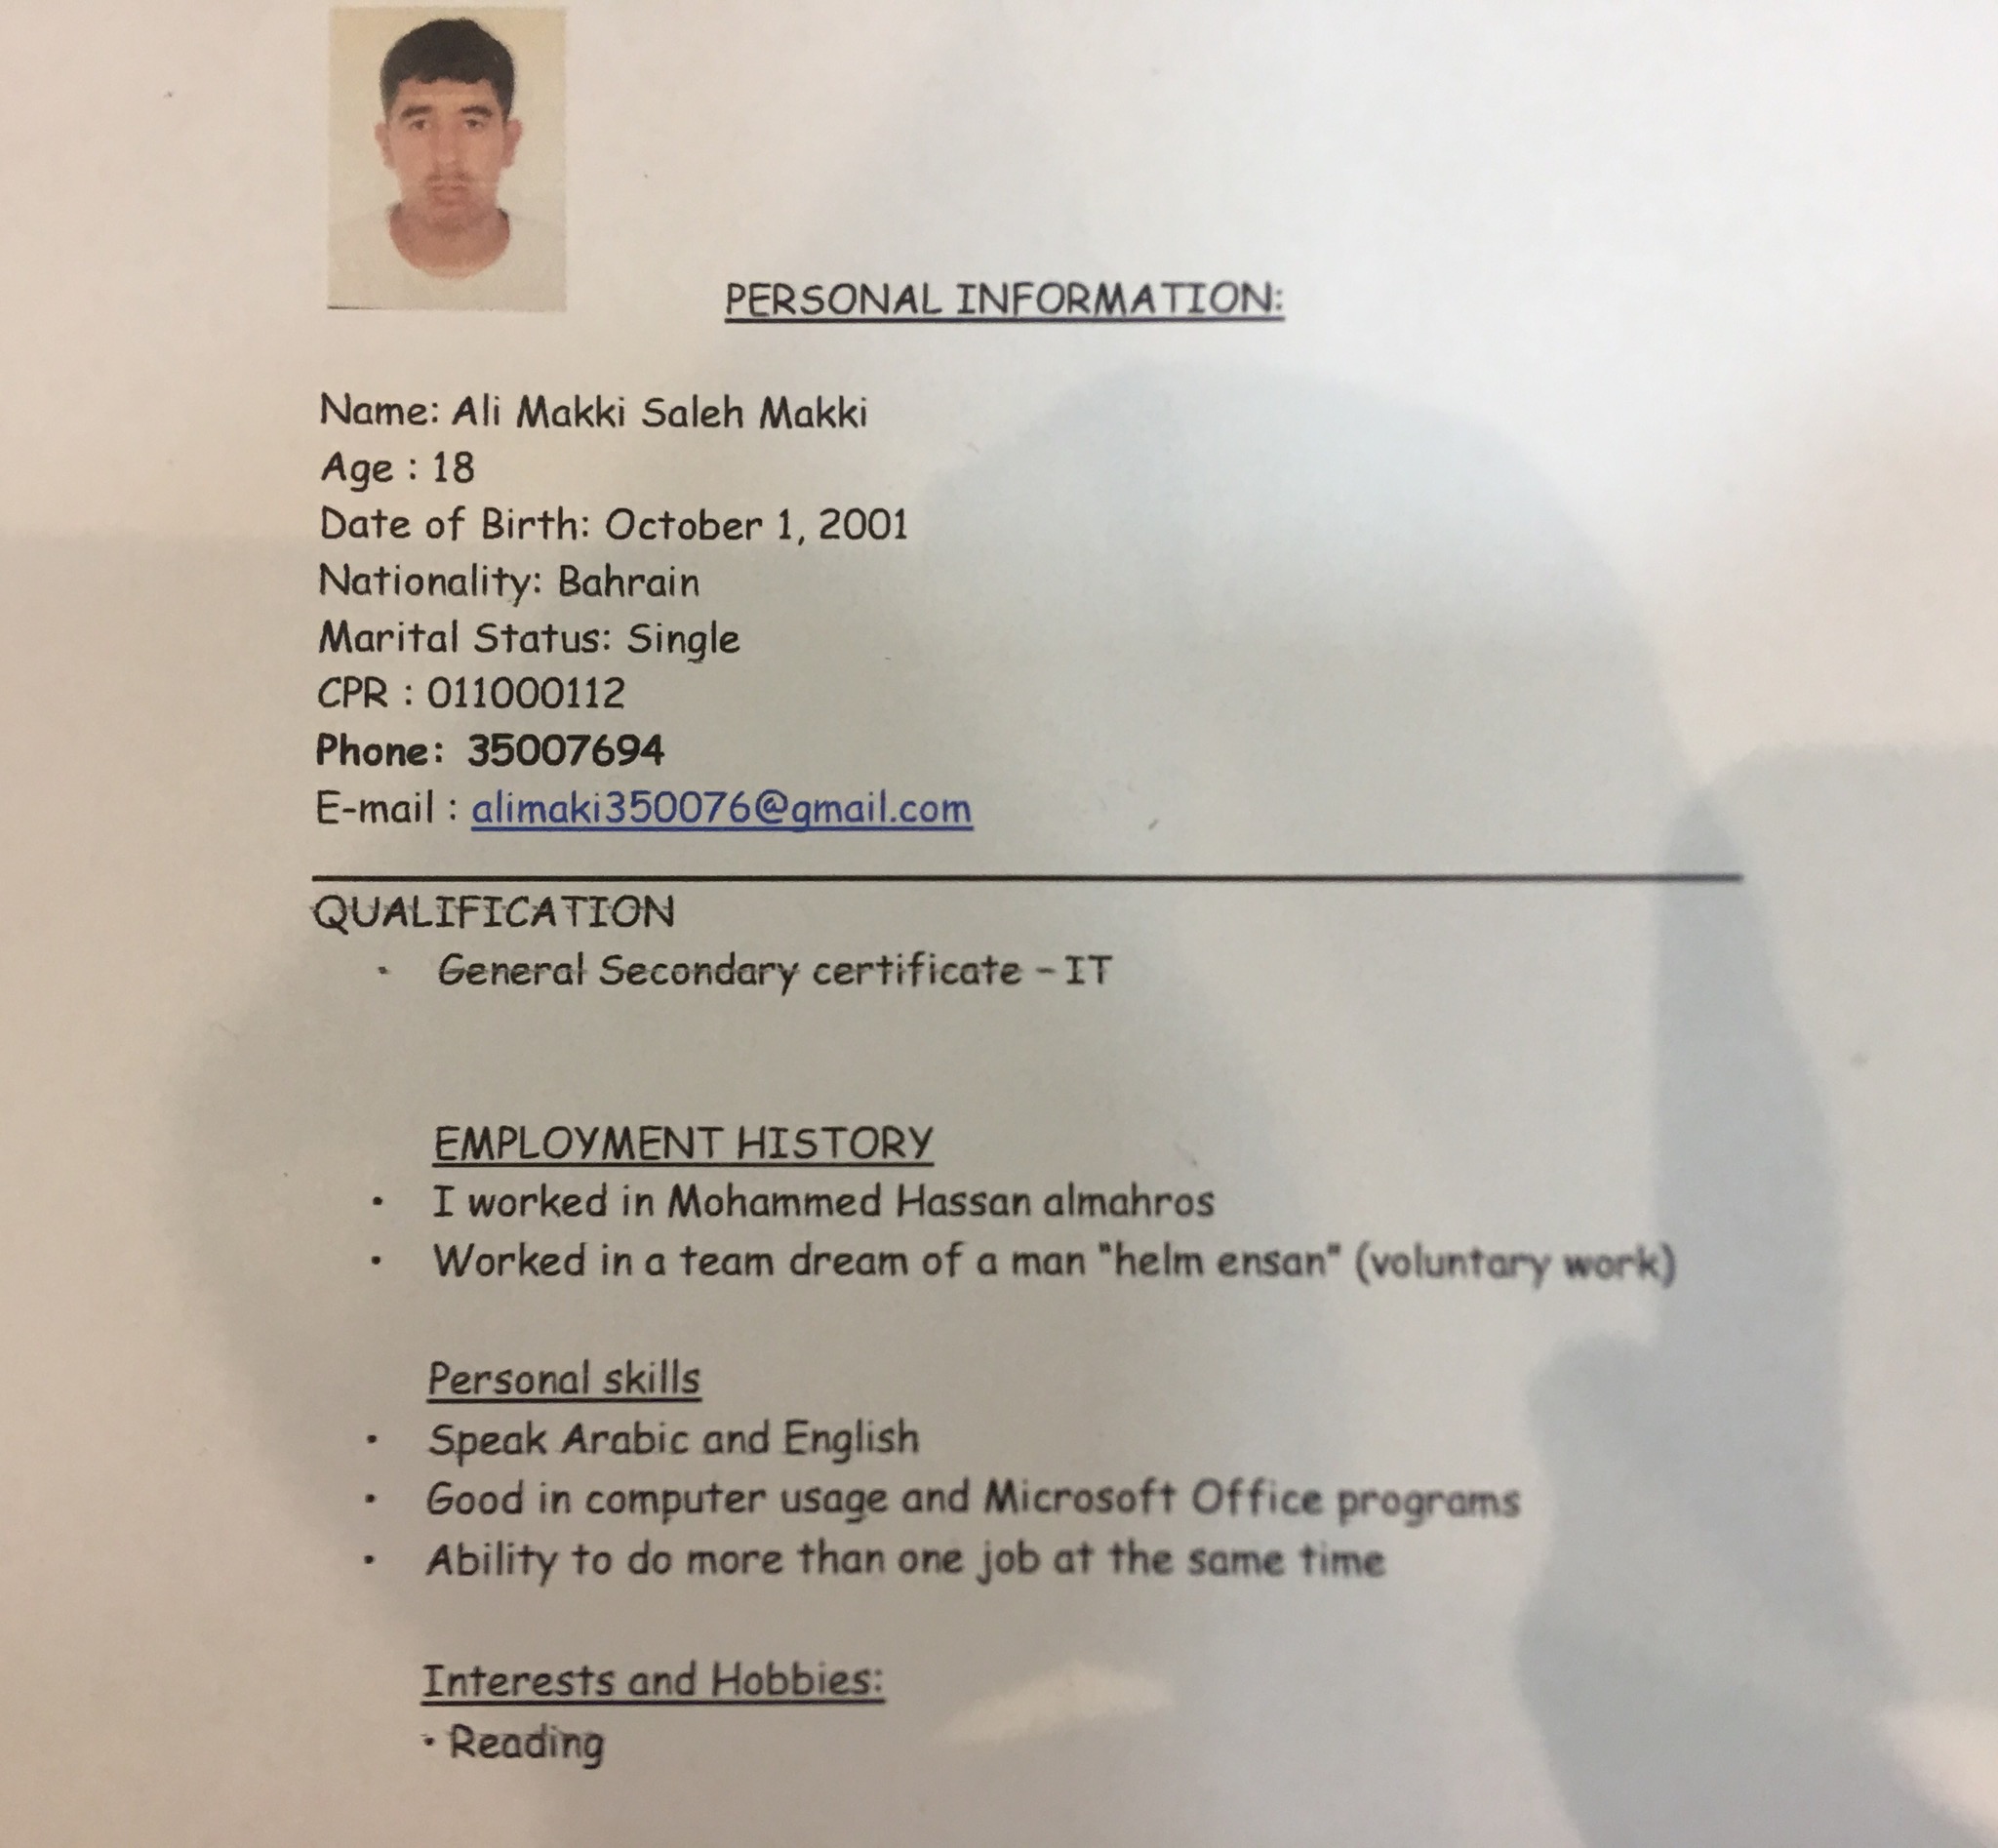 PERSONAL INFORMATION:
Name: Ali Makki Saleh Makki
Age : 18
Date of Birth: October 1, 2001
Nationality: Bahrain
Marital Status: Single
CPR : 011000112
Phone: 35007694
E-mail : alimaki350076@gmail.com
QUALIFICATION
· General Secondary certificate - IT
EMPLOYMENT HISTORY
· I worked in Mohammed Hassan almahros
· Worked in a team dream of a man "helm ensan" (voluntary work)
Personal skills
· Speak Arabic and English
· Good in computer usage and Microsoft Office programs
· Ability to do more than one job at the same time
Interests and Hobbies:
· Reading